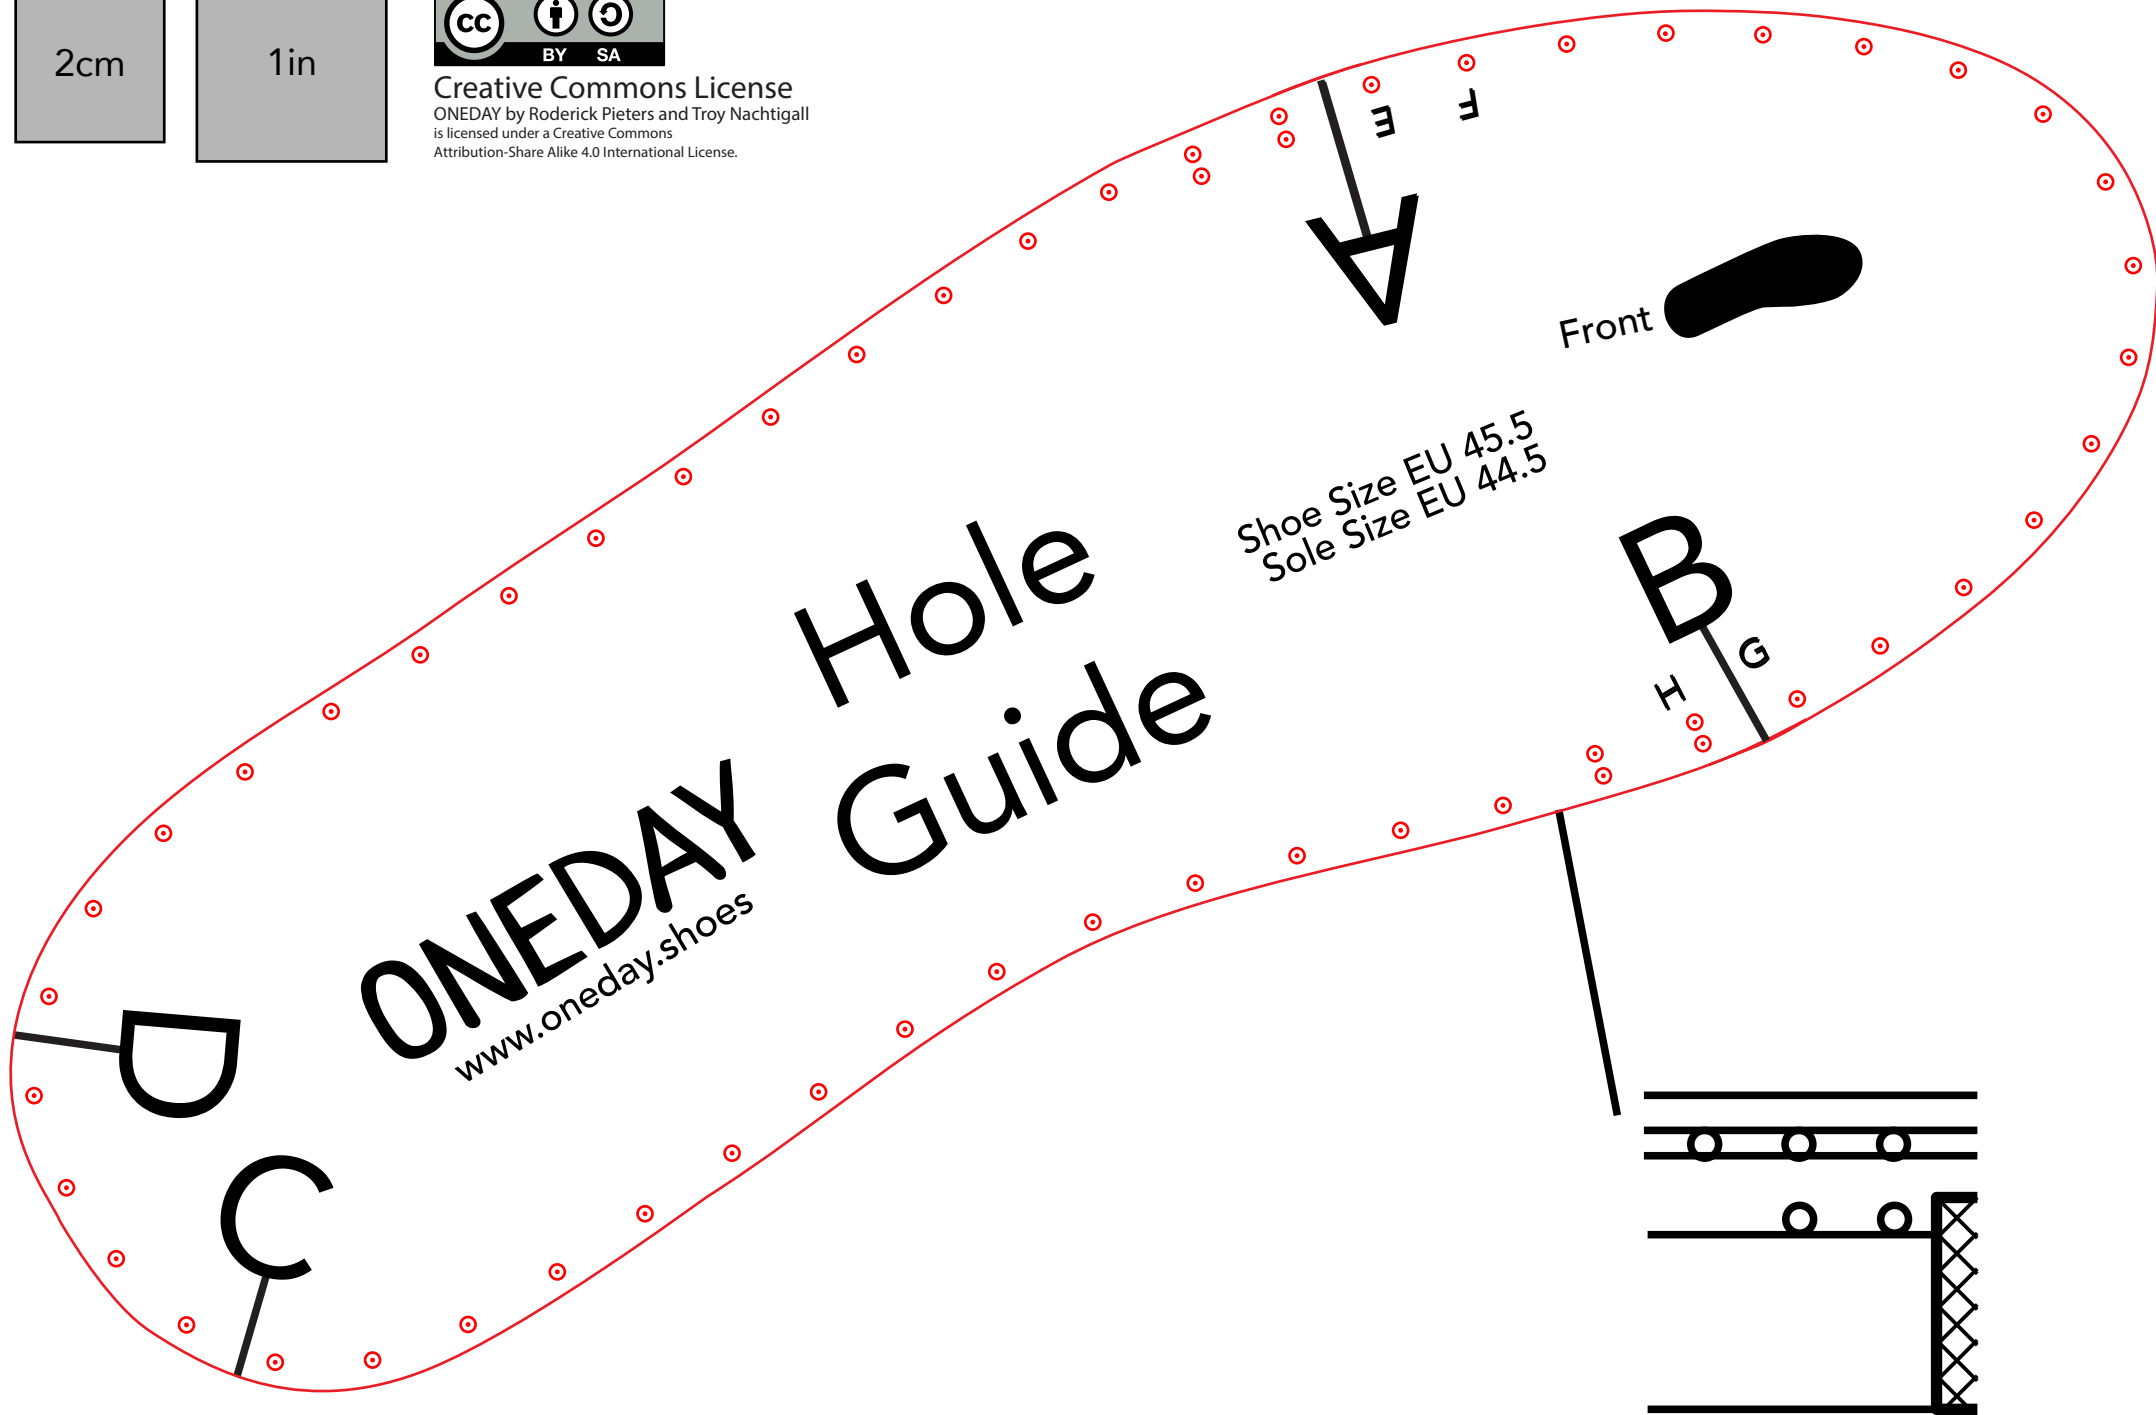 2cm
1in
cc
BY SA
Creative Commons License
ONEDAY by Roderick Pieters and Troy Nachtigall
is licensed under a Creative Commons
Attribution-Share Alike 4.0 International License.
E
F
A
Front
Shoe Size EU 45.5
Sole Size EU 44.5
B
G
H
Hole
Guide
ONEDAY
www.oneday.shoes
D
C